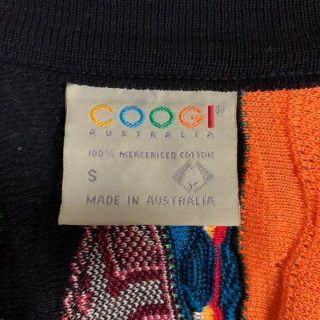 COOGI®
AUSTRALIA
100% MERCERISED COTTON
S
MADE IN AUSTRALIA